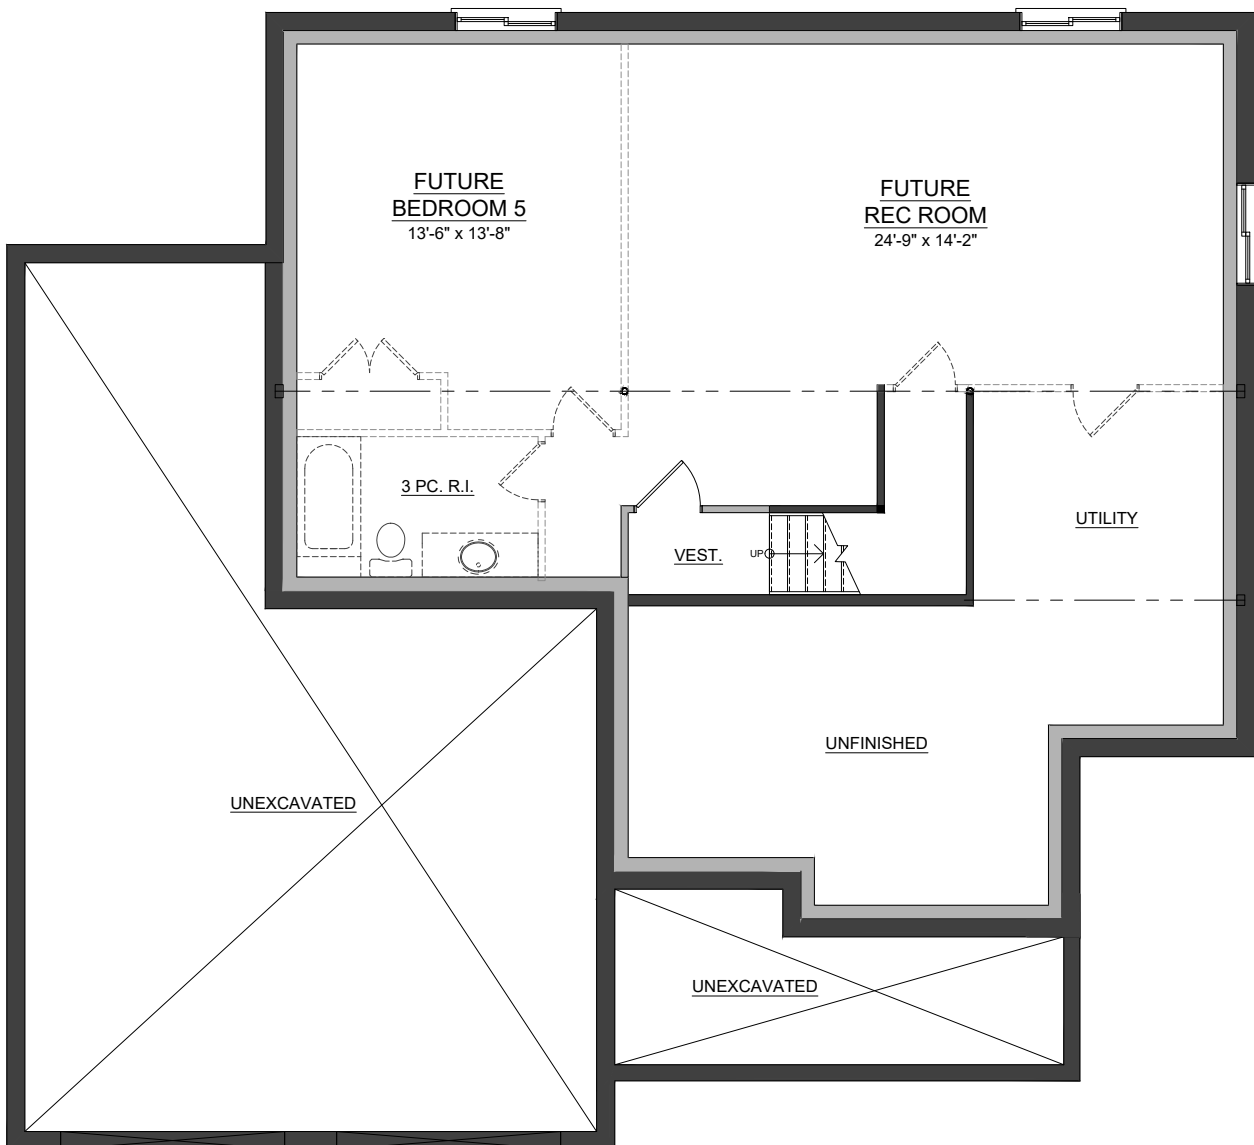 FUTURE
BEDROOM 5
13'-6" x 13'-8"
FUTURE
REC ROOM
24'-9" x 14'-2"
3 PC. R.I.
VEST.
UP
UTILITY
UNFINISHED
UNEXCAVATED
UNEXCAVATED